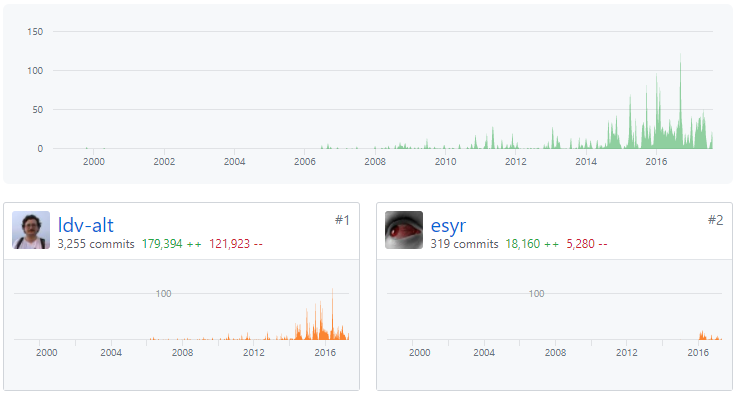 150
100
50
0
2000 2002 2004 2006 2008 2010 2012 2014 2016
ldv-alt #1
3,255 commits 179,394 ++ 121,923 --
100
2000 2004 2008 2012 2016
esyr #2
319 commits 18,160 ++ 5,280 --
100
2000 2004 2008 2012 2016